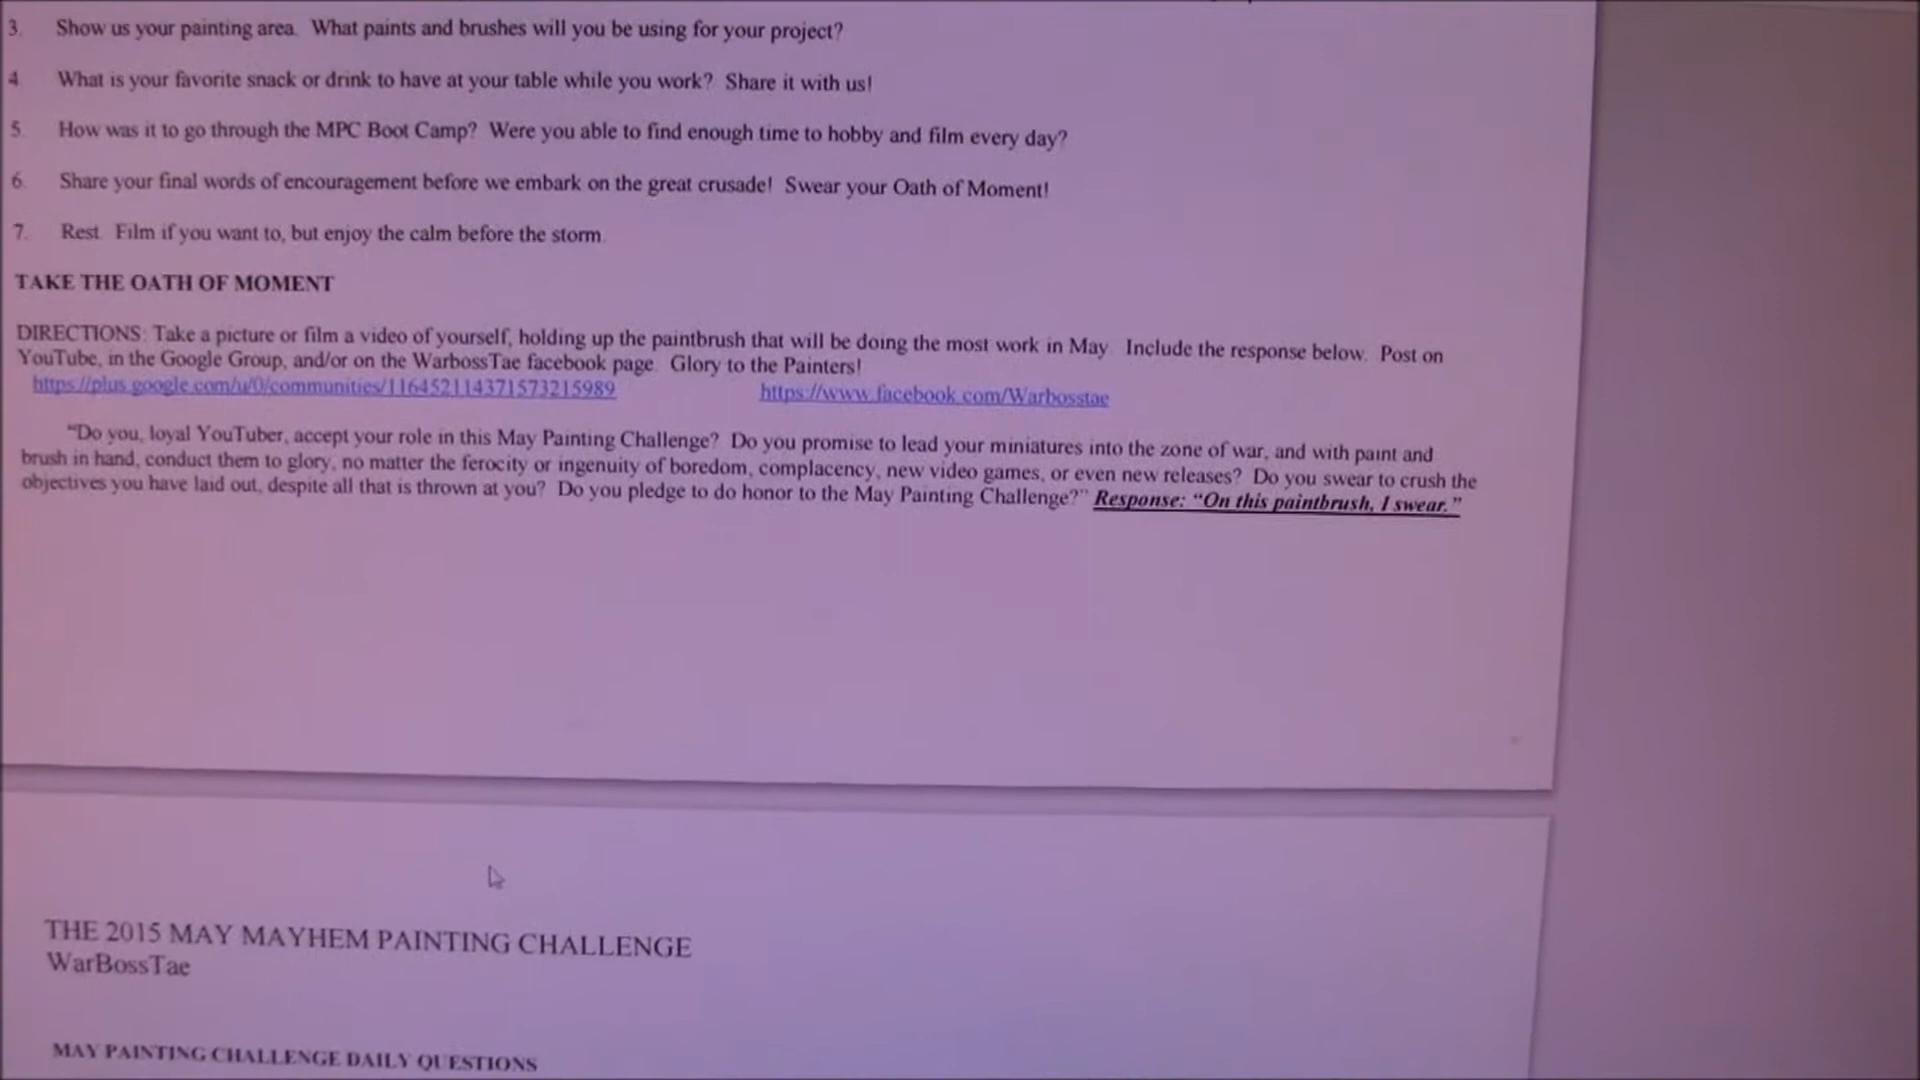 3. Show us your painting area. What paints and brushes will you be using for your project?
4 What is your favorite snack or drink to have at your table while you work? Share it with us!
5. How was it to go through the MPC Boot Camp? Were you able to find enough time to hobby and film every day?
6. Share your final words of encouragement before we embark on the great crusade! Swear your Oath of Moment!
7. Rest. Film if you want to, but enjoy the calm before the storm.
TAKE THE OATH OF MOMENT
DIRECTIONS: Take a picture or film a video of yourself, holding up the paintbrush that will be doing the most work in May. Include the response below. Post on
YouTube, in the Google Group, and/or on the WarbossTae facebook page. Glory to the Painters!
https://plus.google.com/u/0/communities/116452114371573215989 https://www.facebook.com/Warbosstae
"Do you, loyal YouTuber, accept your role in this May Painting Challenge? Do you promise to lead your miniatures into the zone of war, and with paint and
brush in hand, conduct them to glory, no matter the ferocity or ingenuity of boredom, complacency, new video games, or even new releases? Do you swear to crush the
objectives you have laid out, despite all that is thrown at you? Do you pledge to do honor to the May Painting Challenge?" Response: "On this paintbrush, I swear."
THE 2015 MAY MAYHEM PAINTING CHALLENGE
WarBossTae
MAY PAINTING CHALLENGE DAILY QUESTIONS